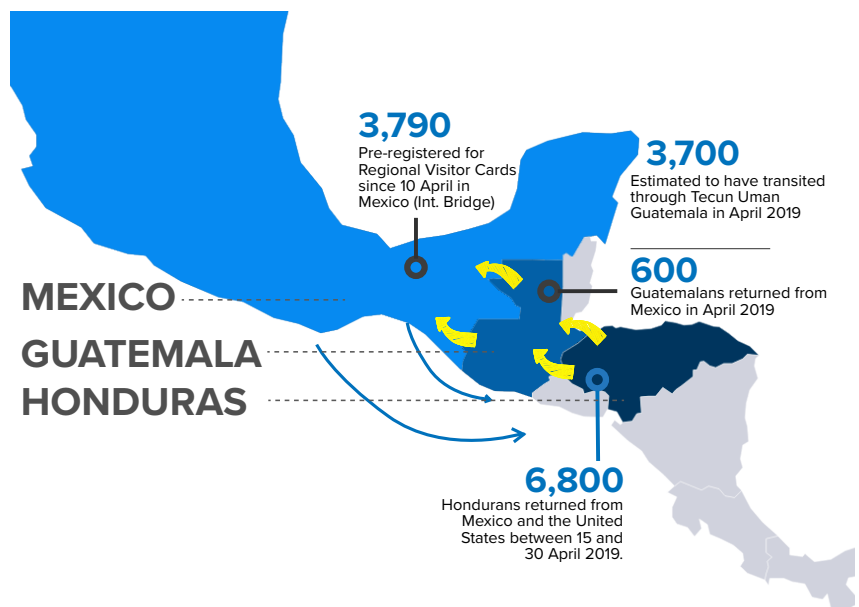 3,790
Pre-registered for
Regional Visitor Cards
since 10 April in
Mexico (Int. Bridge)
3,700
Estimated to have transited
through Tecun Uman
Guatemala in April 2019
600
Guatemalans returned from
Mexico in April 2019
MEXICO
GUATEMALA
HONDURAS
6,800
Hondurans returned from
Mexico and the United
States between 15 and
30 April 2019.